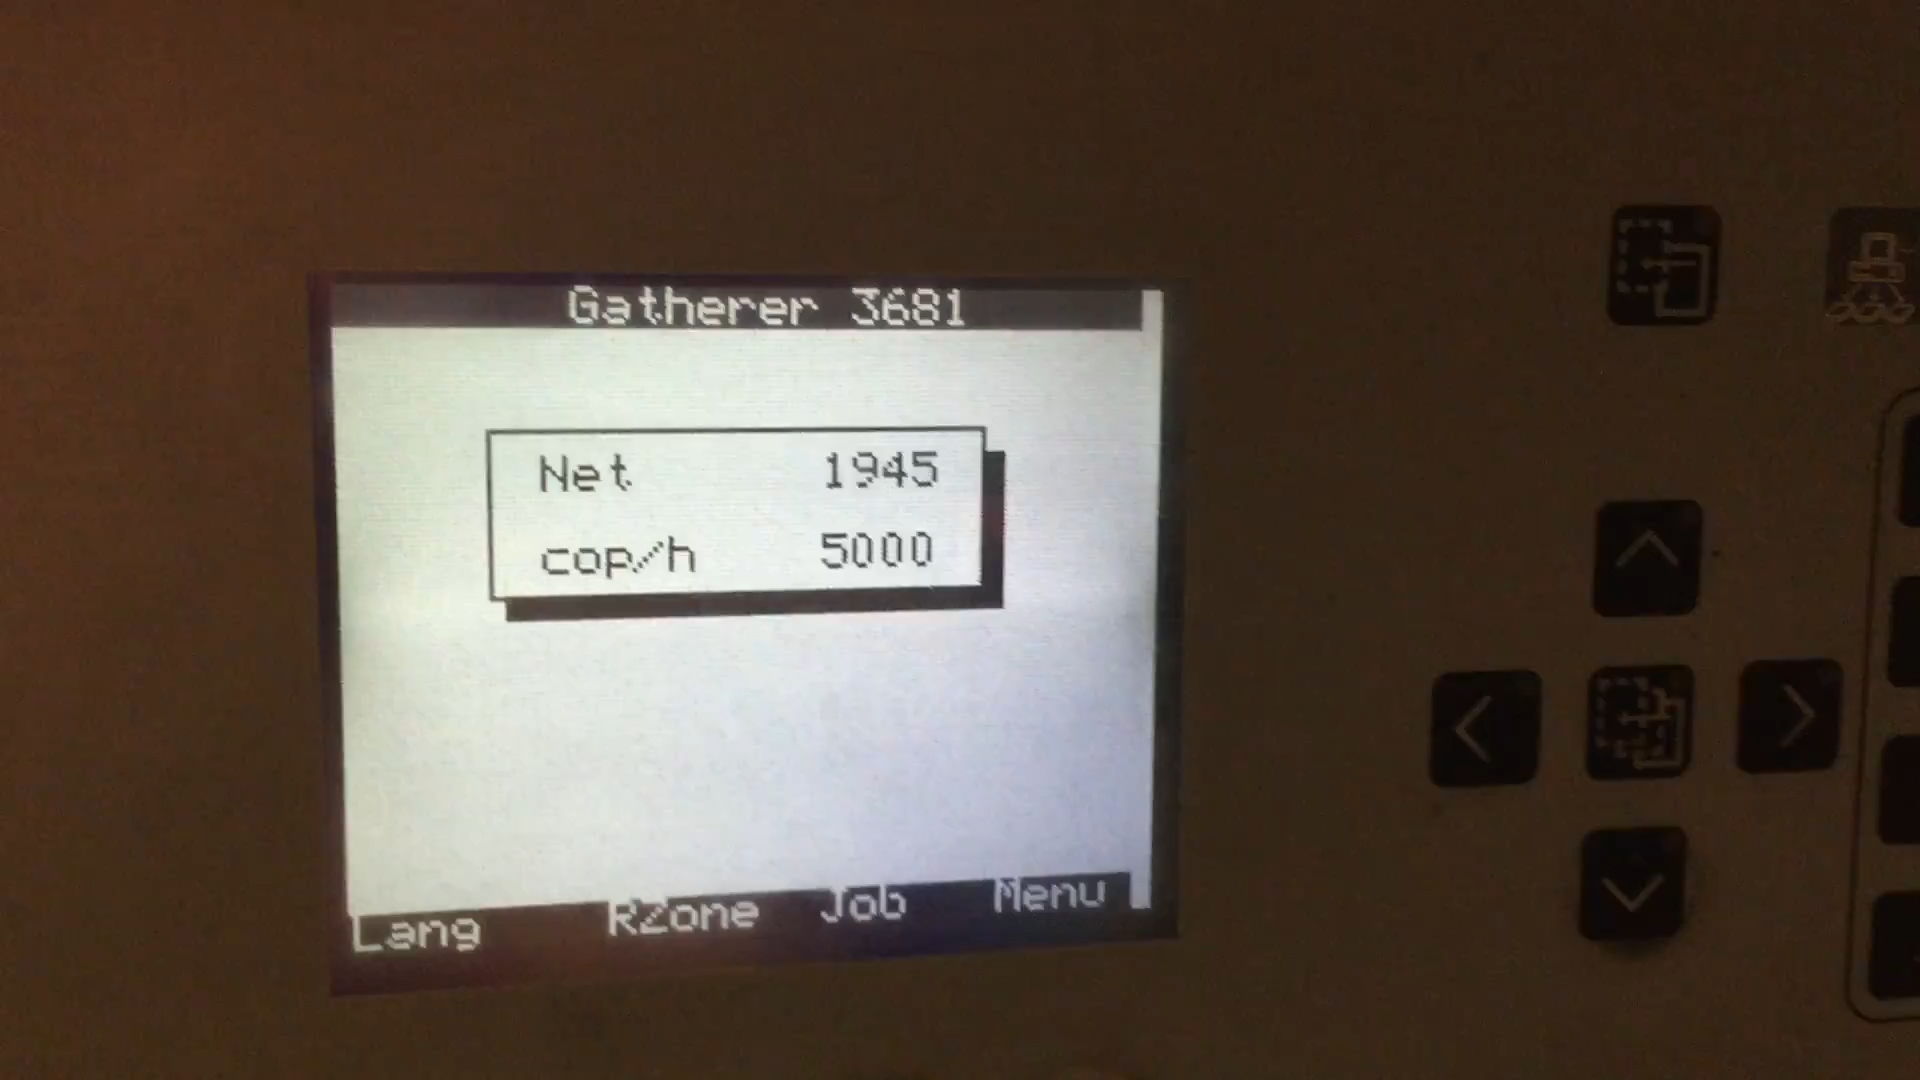 Gatherer 3681
Net 1945
cop/h 5000
Lang RZone Job Menu